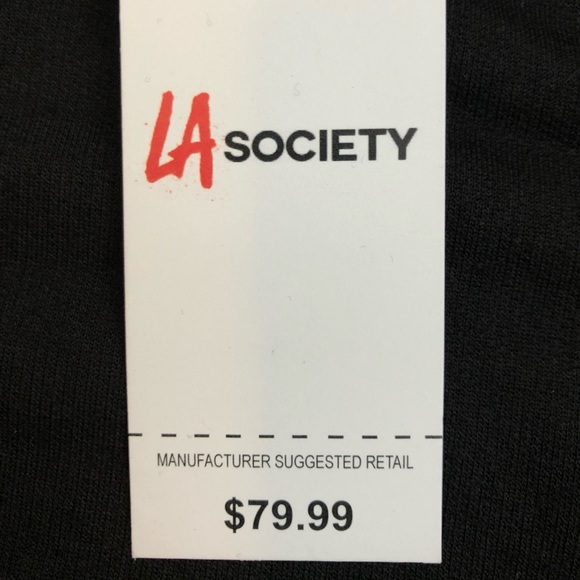 LA SOCIETY
MANUFACTURER SUGGESTED RETAIL
$79.99